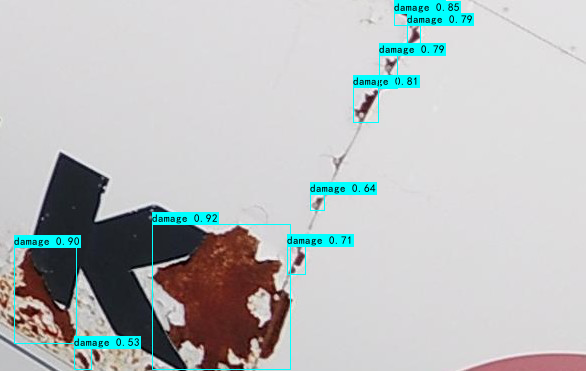 damage 0.85
damage 0.79
damage 0.79
damage 0.81
damage 0.64
damage 0.92
damage 0.71
damage 0.90
damage 0.53